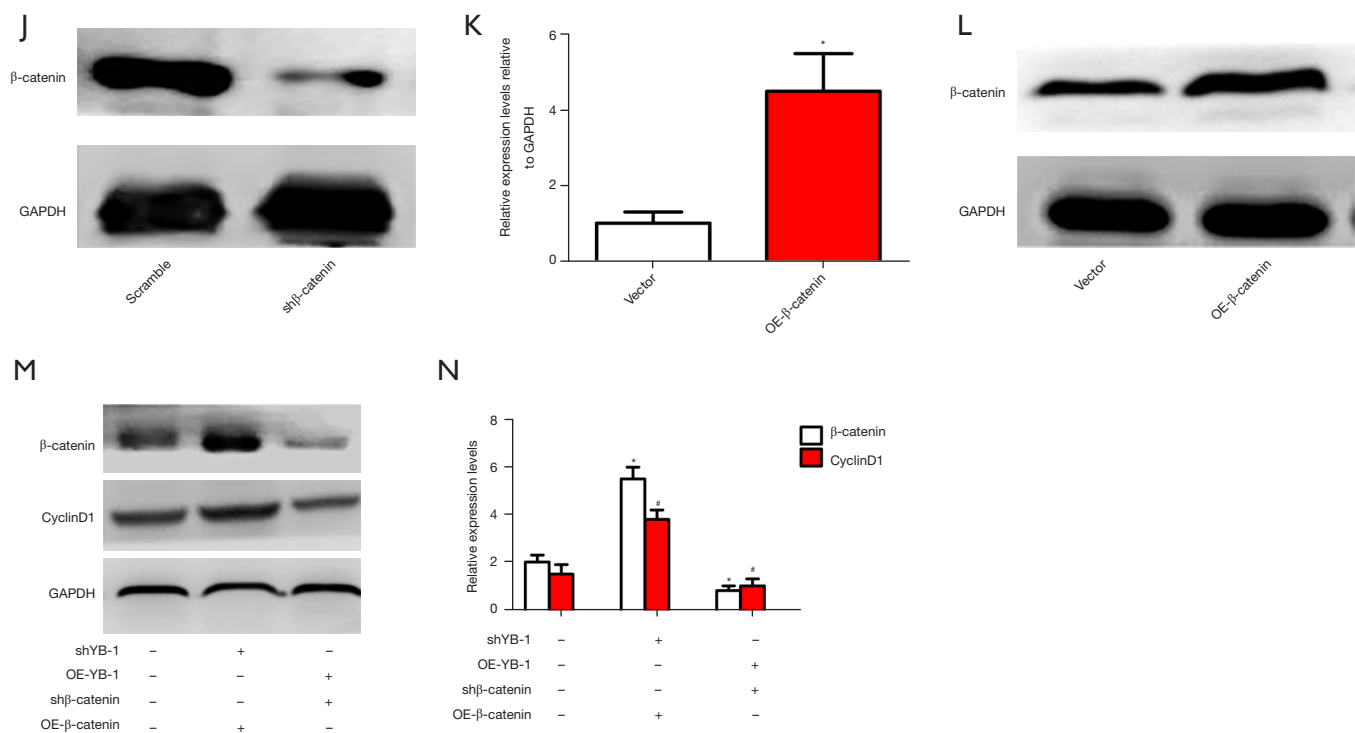 J
β-catenin
GAPDH
Scramble
shβ-catenin
K
Relative expression levels relative
to GAPDH
6
4
2
0
*
Vector
OE-β-catenin
L
β-catenin
GAPDH
Vector
OE-β-catenin
M
β-catenin
CyclinD1
GAPDH
shYB-1 – + –
OE-YB-1 – – +
shβ-catenin – – +
OE-β-catenin – + –
N
Relative expression levels
8
6
4
2
0
* #
* #
β-catenin
CyclinD1
shYB-1 – + –
OE-YB-1 – – +
shβ-catenin – – +
OE-β-catenin – + –